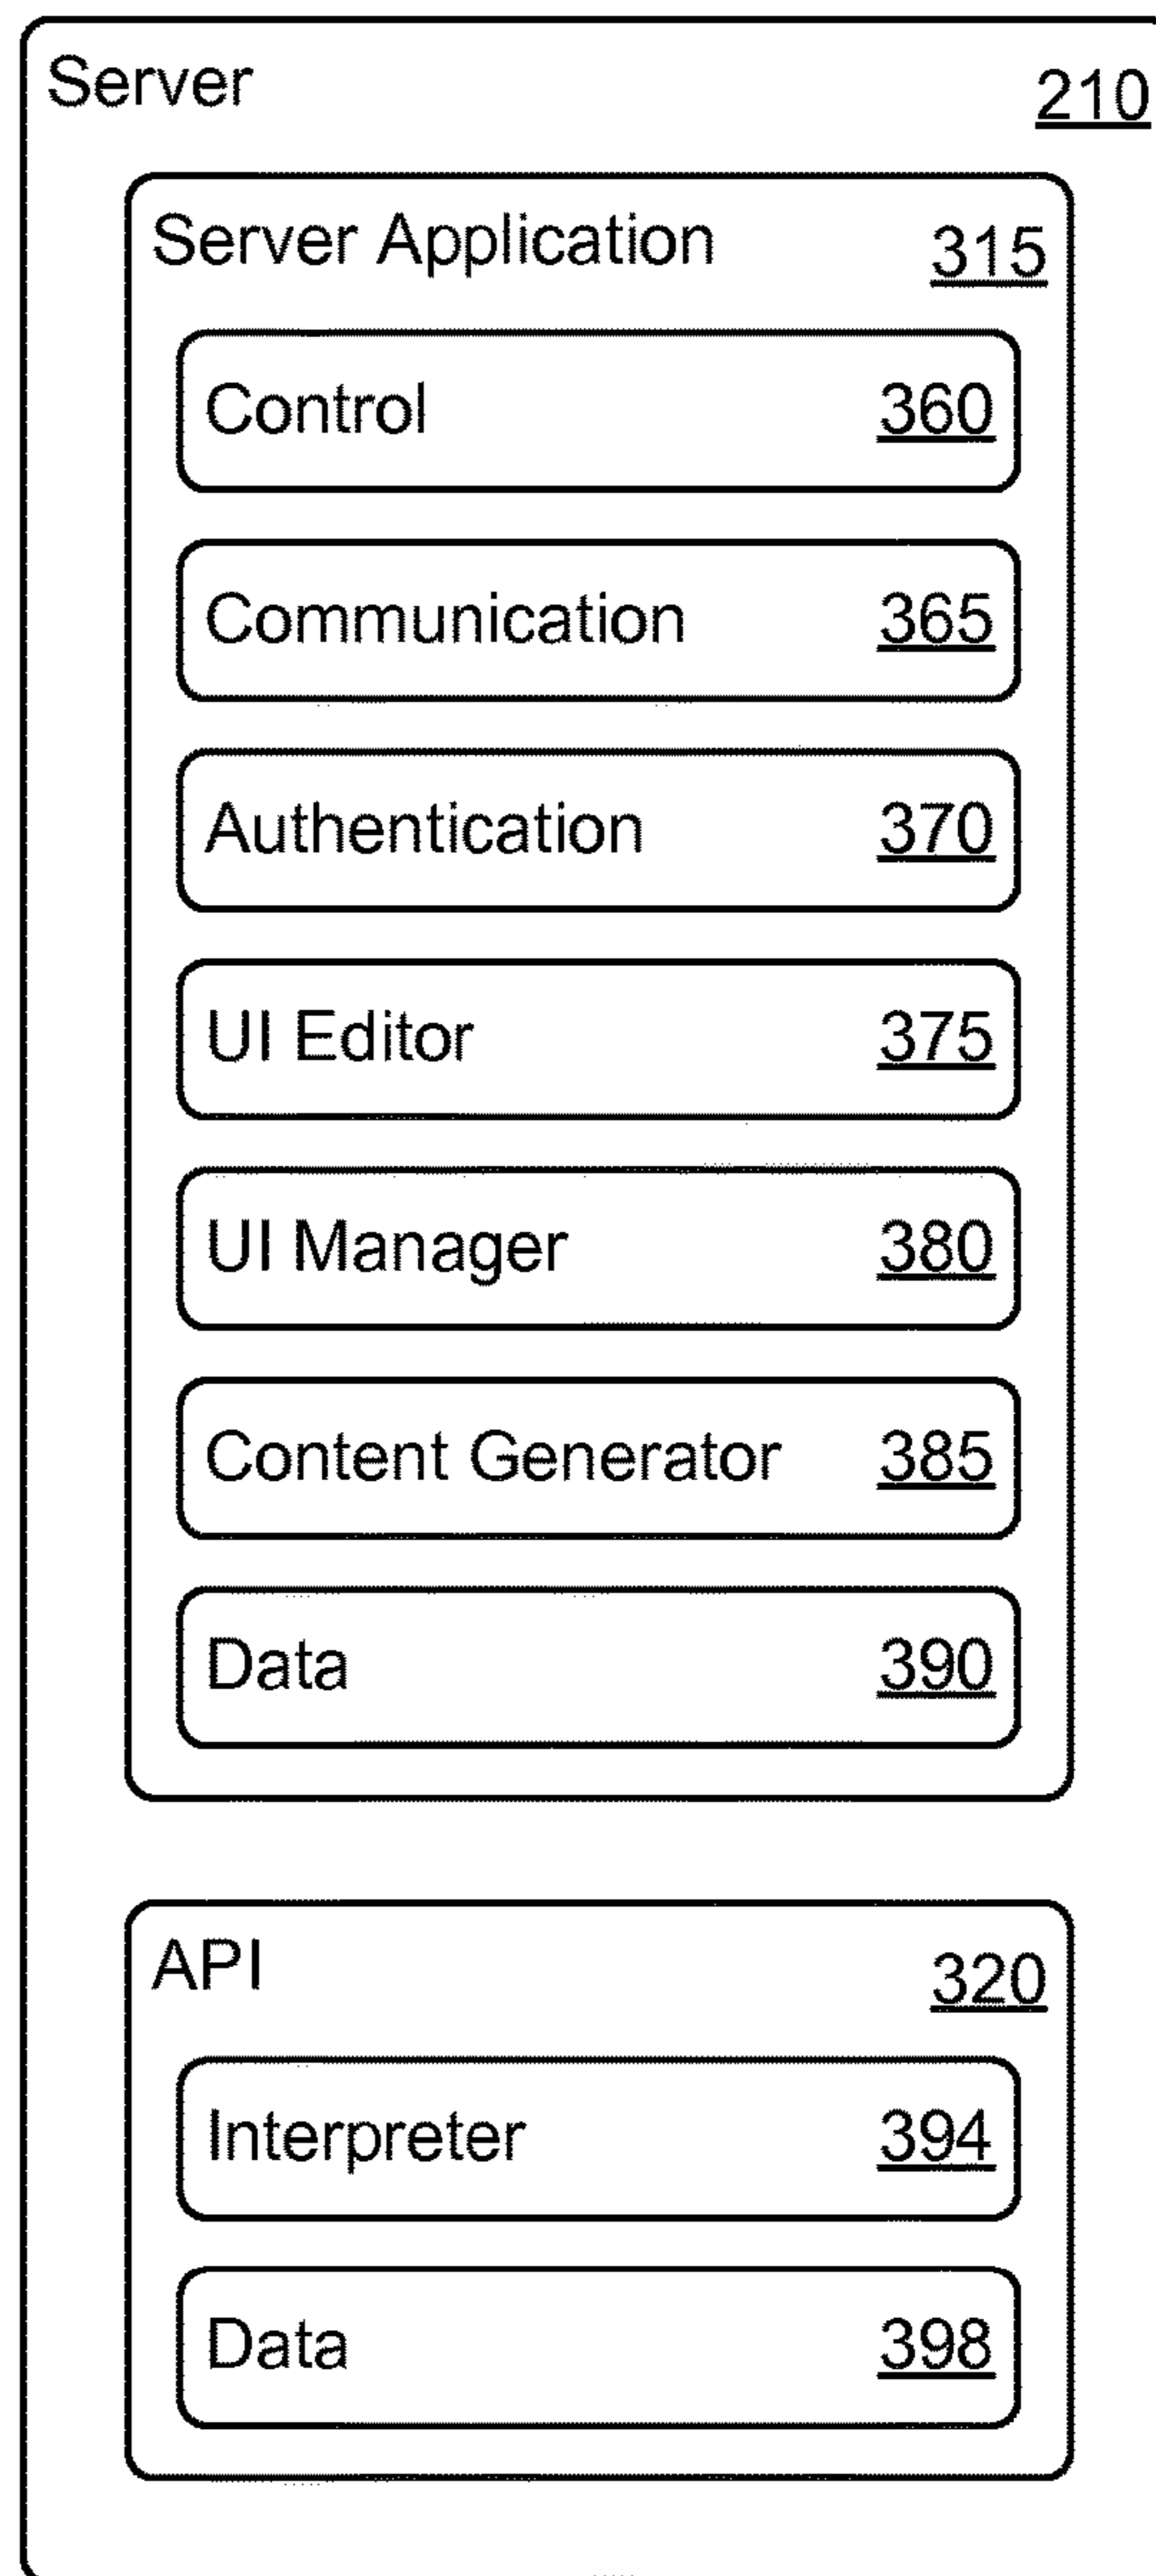 Server 210
Server Application 315
Control 360
Communication 365
Authentication 370
UI Editor 375
UI Manager 380
Content Generator 385
Data 390
API 320
Interpreter 394
Data 398